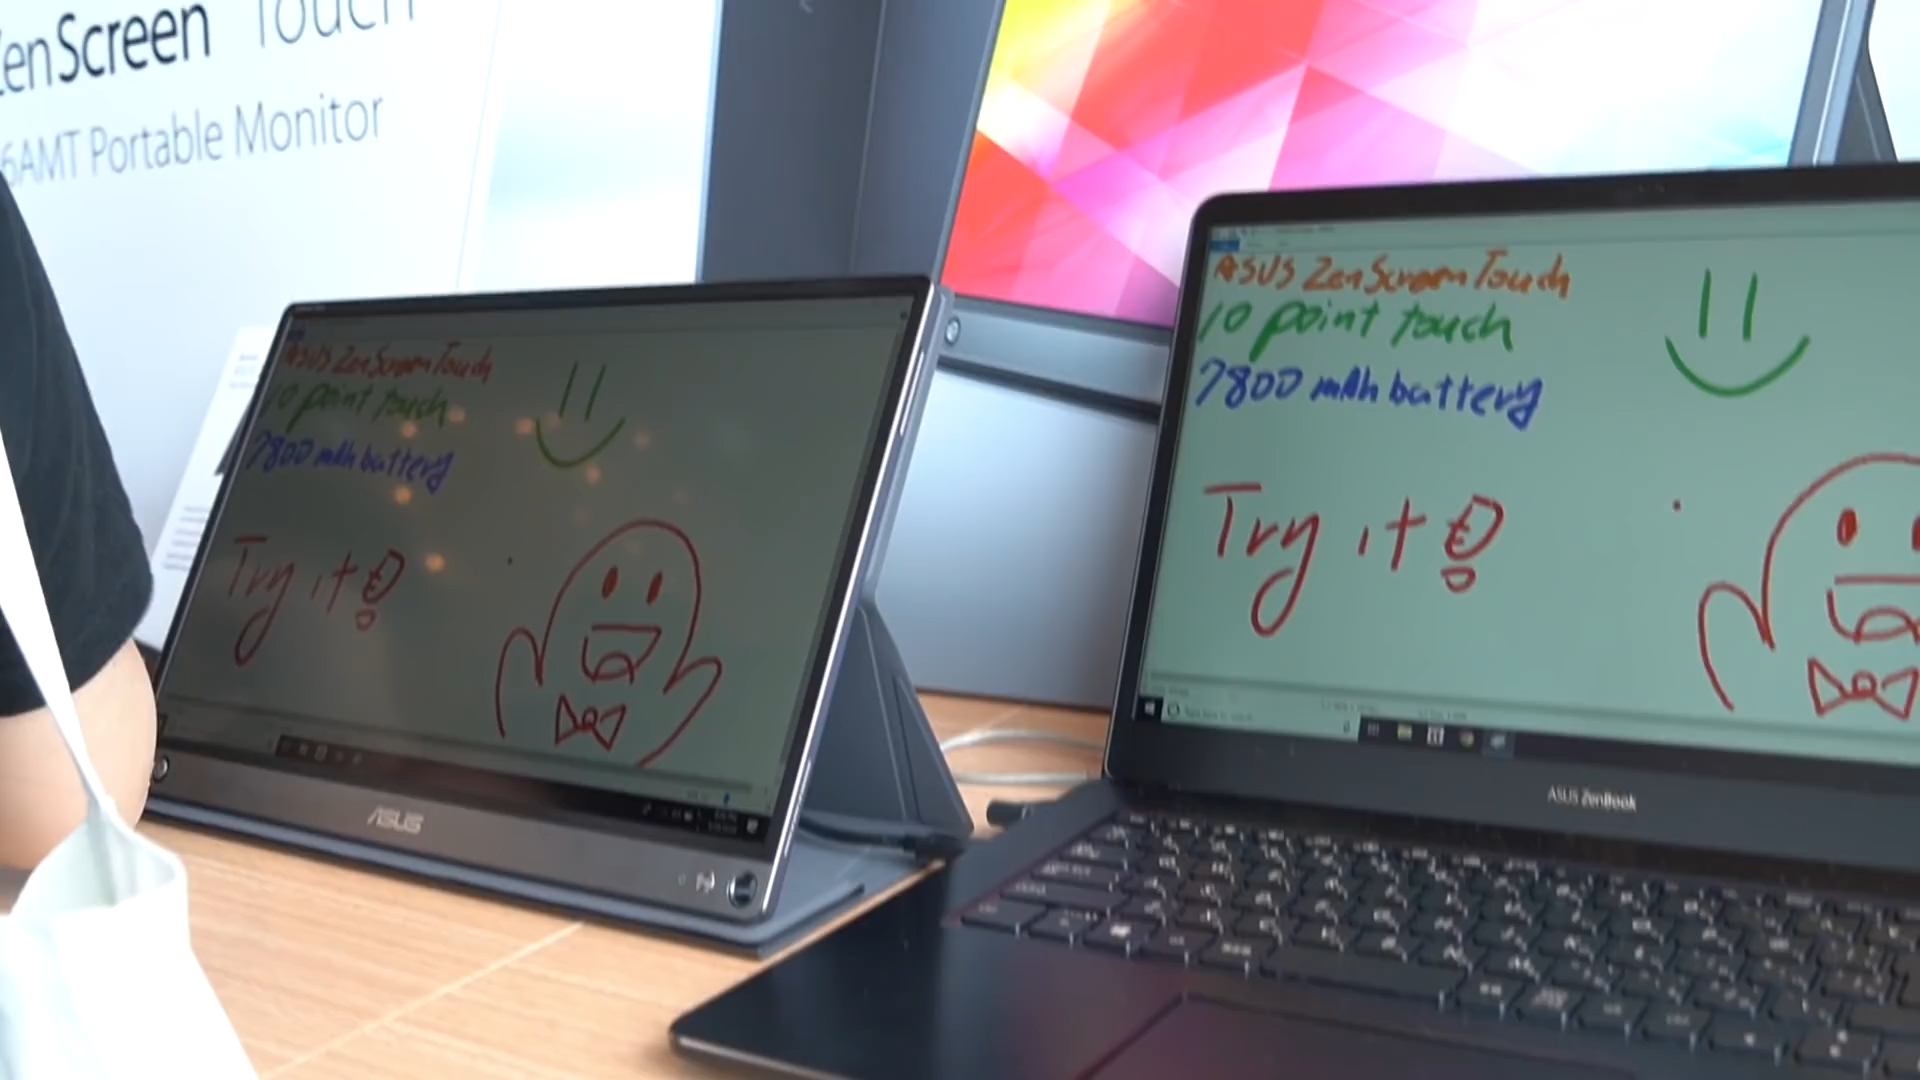 ZenScreen Touch
6AMT Portable Monitor
ASUS ZenScreen Touch
10 point touch
7800 mAh battery
Try it!
ASUS
ASUS ZenScreen Touch
10 point touch
7800 mAh battery
Try it!
ASUS ZenBook